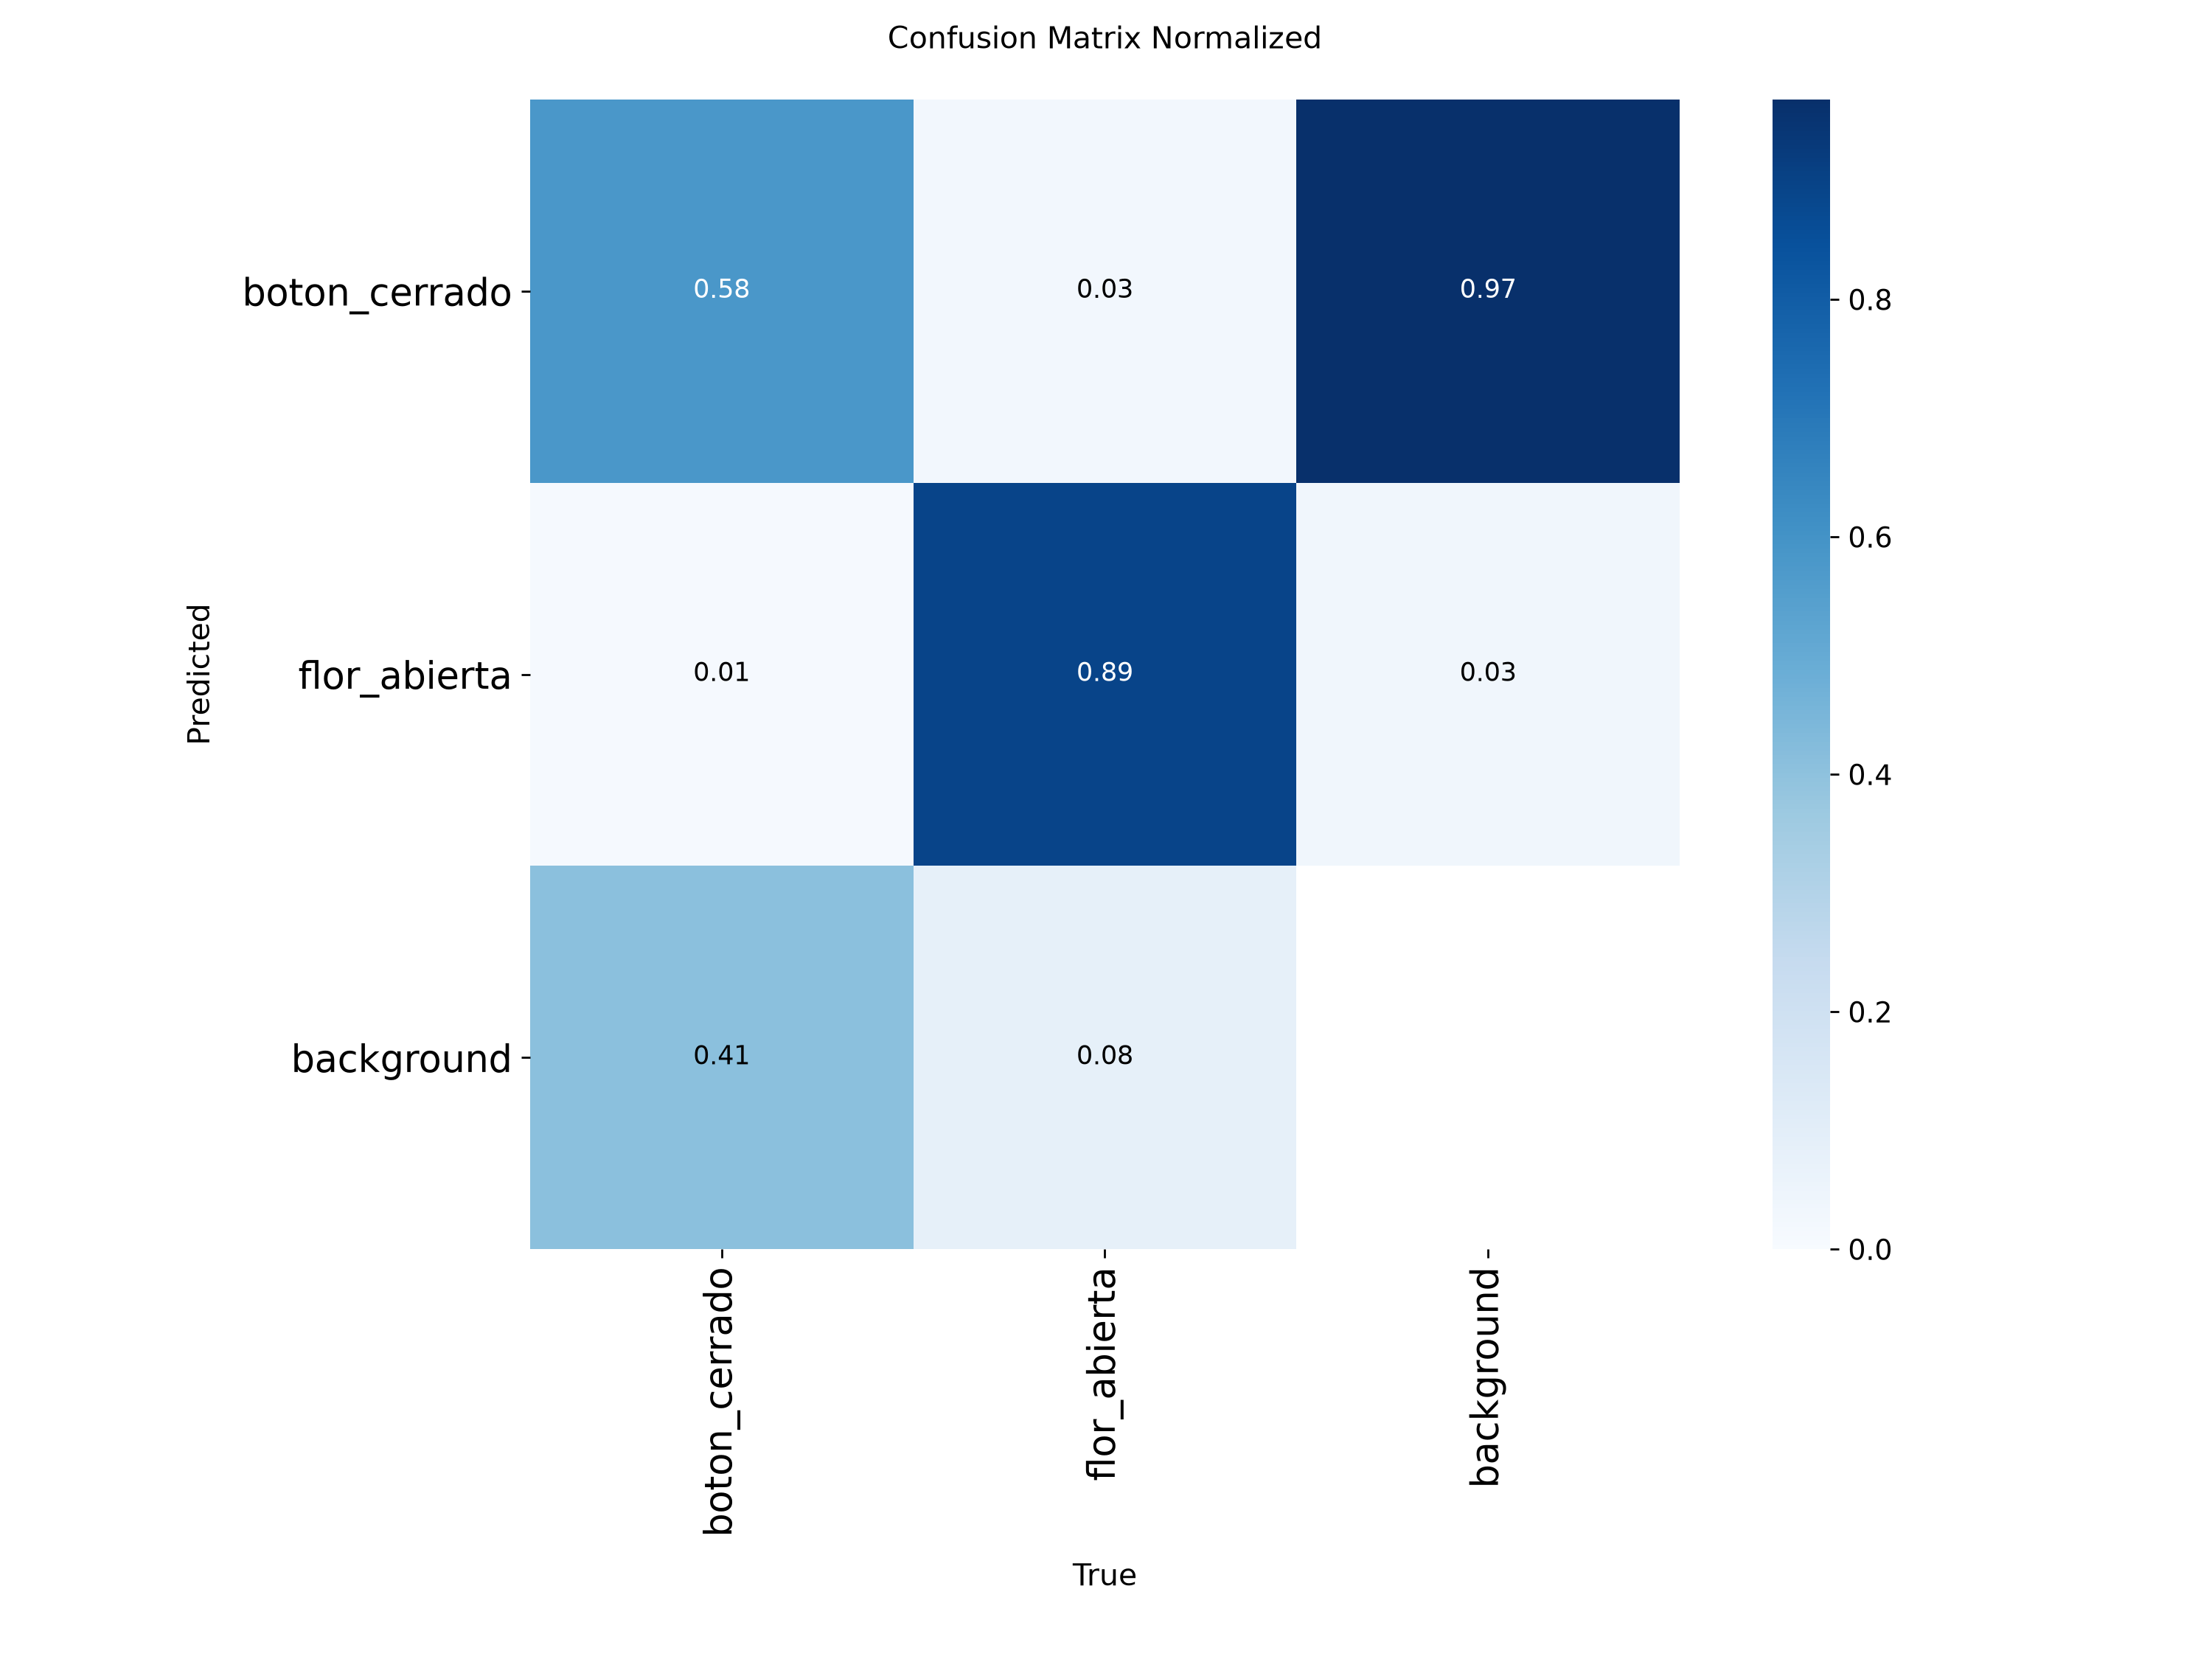 Confusion Matrix Normalized
boton_cerrado
0.58
0.03
0.97
flor_abierta
0.01
0.89
0.03
background
0.41
0.08
Predicted
boton_cerrado
flor_abierta
background
True
0.8
0.6
0.4
0.2
0.0